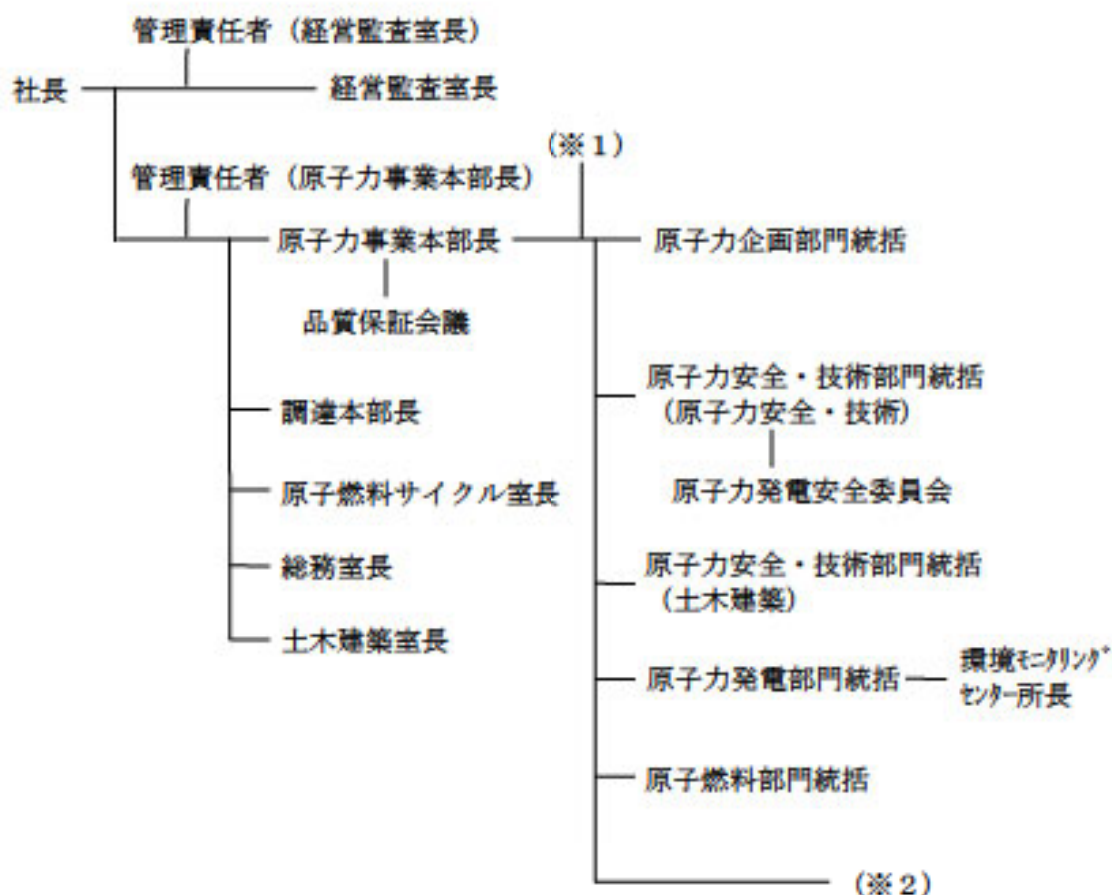 管理責任者(経営監査室長)
社長
経営監査室長
(※1)
管理責任者(原子力事業本部長)
原子力事業本部長
原子力企画部門統括
品質保証会議
原子力安全・技術部門統括
(原子力安全・技術)
調達本部長
原子力発電安全委員会
原子燃料サイクル室長
総務室長
原子力安全・技術部門統括
(土木建築)
土木建築室長
原子力発電部門統括
環境モニタリング
センター所長
原子燃料部門統括
(※2)